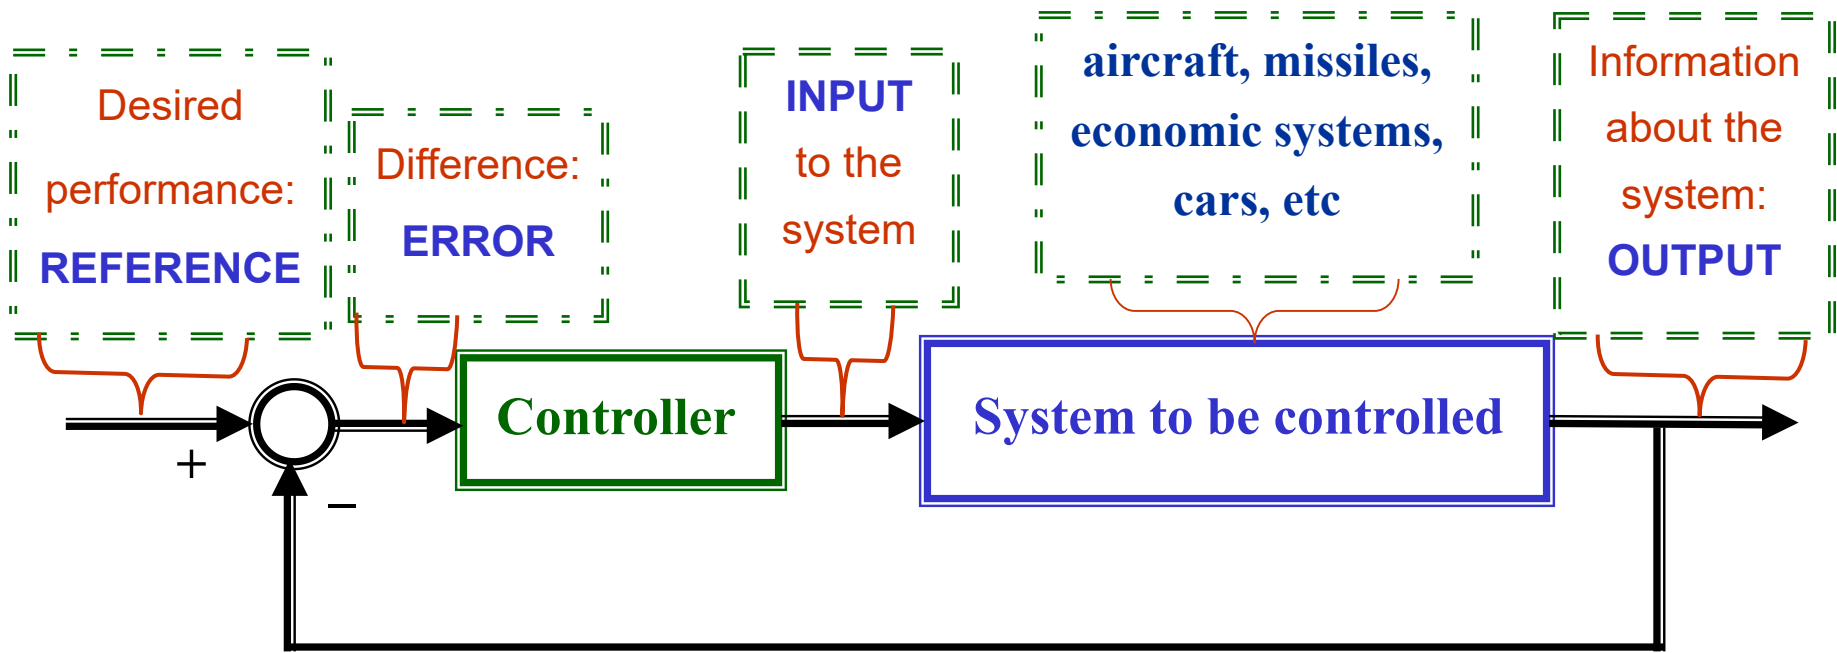 Desired
performance:
REFERENCE
Difference:
ERROR
INPUT
to the
system
aircraft, missiles,
economic systems,
cars, etc
Information
about the
system:
OUTPUT
Controller
System to be controlled
+
−